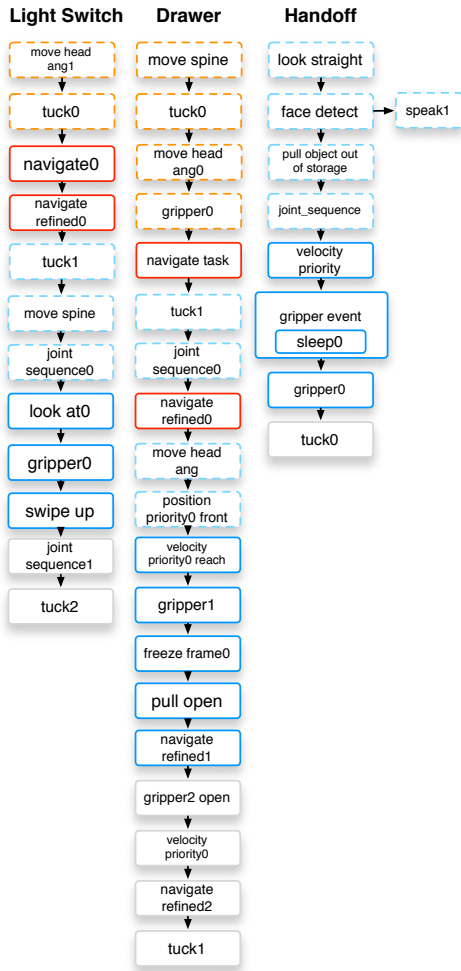 Light Switch
move head
ang1
tuck0
navigate0
navigate
refined0
tuck1
move spine
joint
sequence0
look at0
gripper0
swipe up
joint
sequence1
tuck2
Drawer
move spine
tuck0
move head
ang0
gripper0
navigate task
tuck1
joint
sequence0
navigate
refined0
move head
ang
position
priority0 front
velocity
priority0 reach
gripper1
freeze frame0
pull open
navigate
refined1
gripper2 open
velocity
priority0
navigate
refined2
tuck1
Handoff
look straight
face detect
speak1
pull object out
of storage
joint_sequence
velocity
priority
gripper event
sleep0
gripper0
tuck0